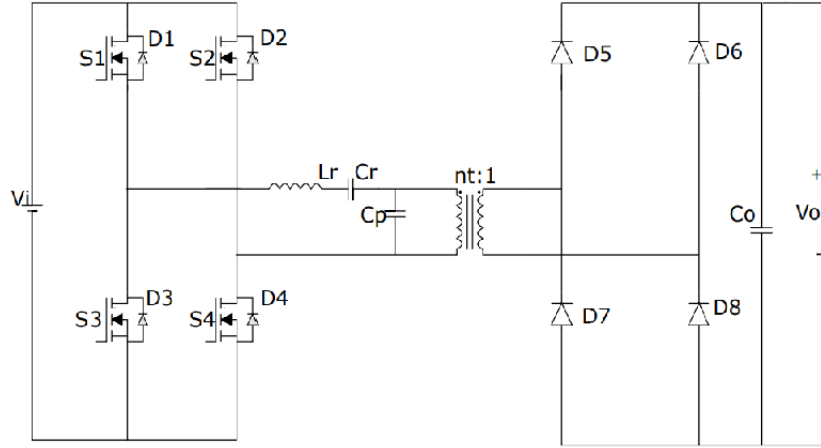 D1
D2
S1
S2
D5
D6
Lr
Cr
nt:1
Vi
Cp
Co
+
Vo
-
D3
D4
S3
S4
D7
D8